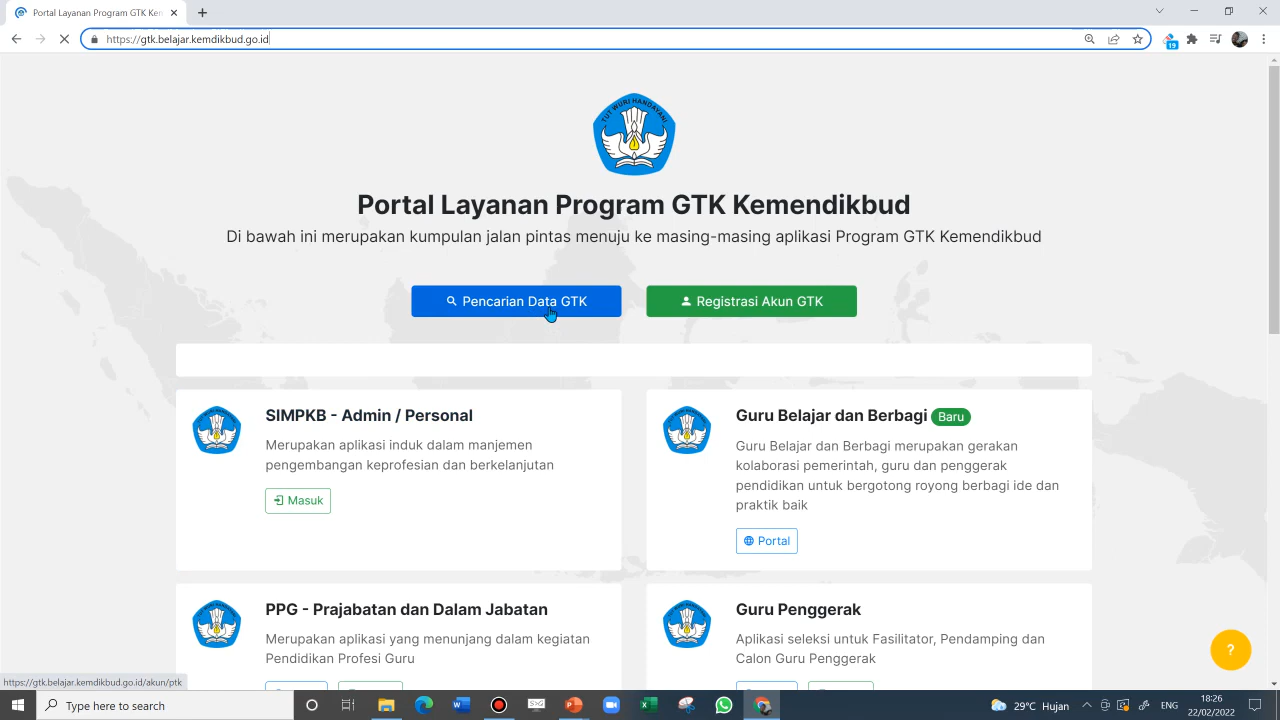 Portal Layanan Program GTK Kem
https://gtk.belajar.kemdikbud.go.id
19
TUT WURI HANDAYANI
Portal Layanan Program GTK Kemendikbud
Di bawah ini merupakan kumpulan jalan pintas menuju ke masing-masing aplikasi Program GTK Kemendikbud
Pencarian Data GTK
Registrasi Akun GTK
SIMPKB - Admin / Personal
Merupakan aplikasi induk dalam manjemen
pengembangan keprofesian dan berkelanjutan
Masuk
Guru Belajar dan Berbagi Baru
Guru Belajar dan Berbagi merupakan gerakan
kolaborasi pemerintah, guru dan penggerak
pendidikan untuk bergotong royong berbagi ide dan
praktik baik
Portal
PPG - Prajabatan dan Dalam Jabatan
Merupakan aplikasi yang menunjang dalam kegiatan
Pendidikan Profesi Guru
Guru Penggerak
Aplikasi seleksi untuk Fasilitator, Pendamping dan
Calon Guru Penggerak
?
https://gtk.belajar.kemdikbud.go.id/akun/ptk
Type here to search
29°C Hujan
ENG
18:26
22/02/2022